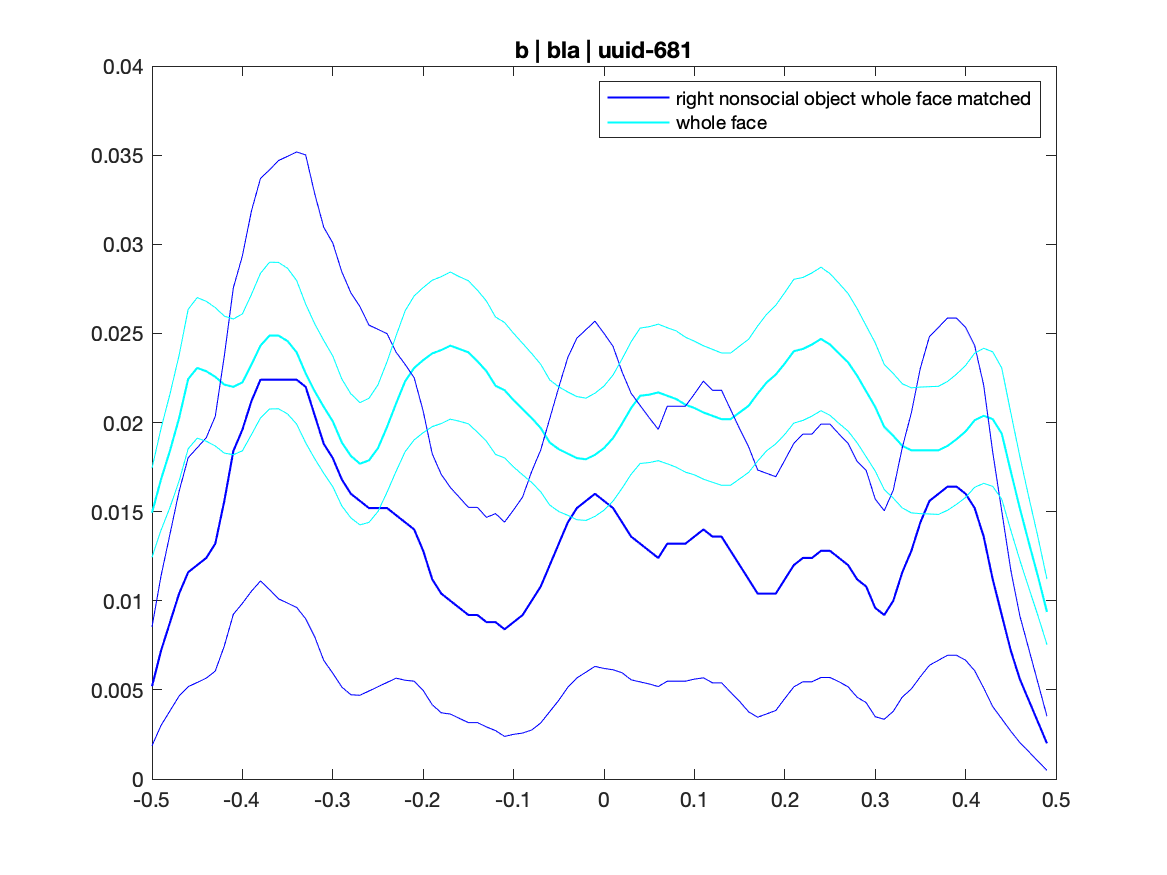 b | bla | uuid-681
right nonsocial object whole face matched
whole face
0.04
0.035
0.03
0.025
0.02
0.015
0.01
0.005
0
-0.5 -0.4 -0.3 -0.2 -0.1 0 0.1 0.2 0.3 0.4 0.5